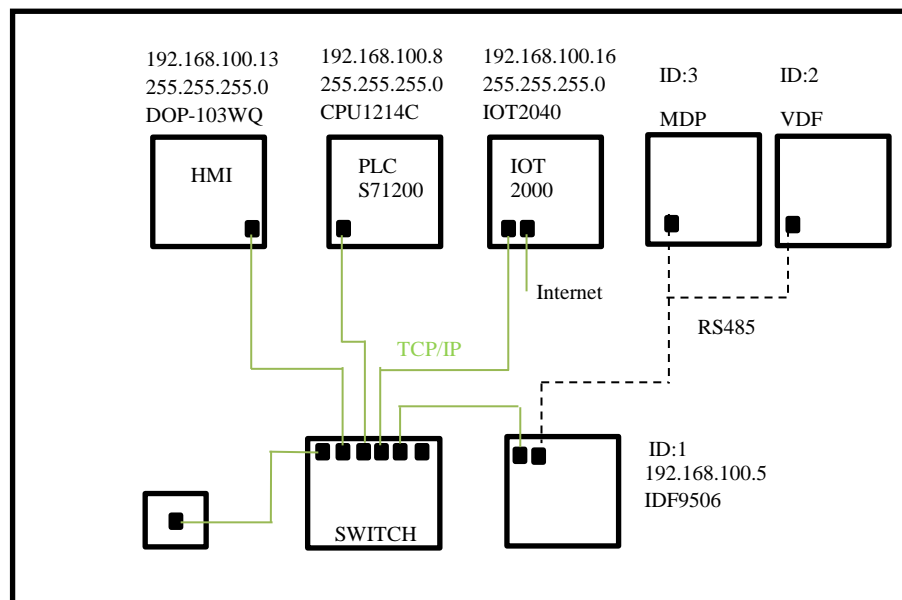 192.168.100.13
255.255.255.0
DOP-103WQ
HMI
192.168.100.8
255.255.255.0
CPU1214C
PLC
S71200
192.168.100.16
255.255.255.0
IOT2040
IOT
2000
Internet
ID:3
MDP
ID:2
VDF
RS485
TCP/IP
SWITCH
ID:1
192.168.100.5
IDF9506